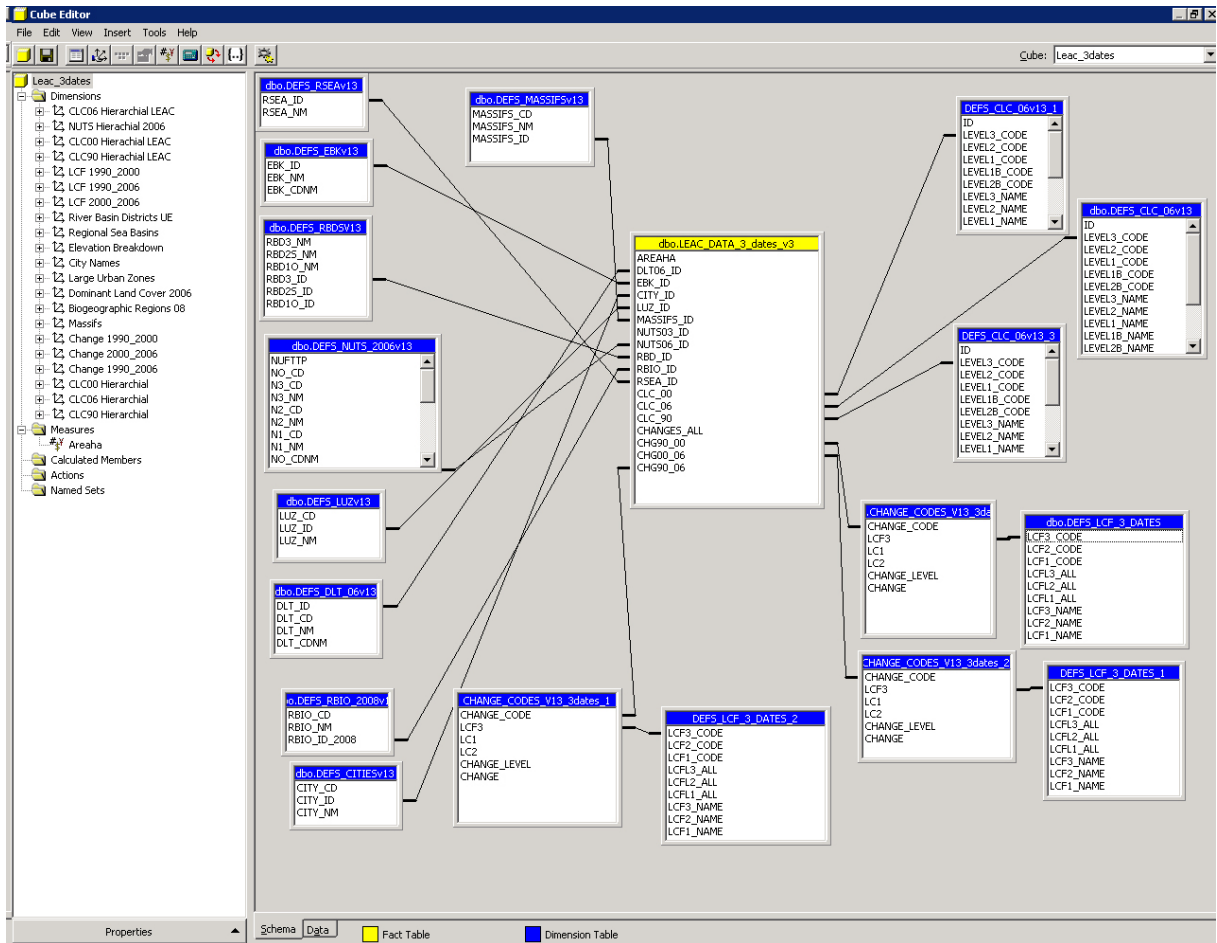 Cube Editor
File Edit View Insert Tools Help
Cube: Leac_3dates
Leac_3dates
Dimensions
CLC06 Hierarchial LEAC
NUTS Hierachial 2006
CLC00 Hierachial LEAC
CLC90 Hierachial LEAC
LCF 1990_2000
LCF 1990_2006
LCF 2000_2006
River Basin Districts UE
Regional Sea Basins
Elevation Breakdown
City Names
Large Urban Zones
Dominant Land Cover 2006
Biogeographic Regions 08
Massifs
Change 1990_2000
Change 2000_2006
Change 1990_2006
CLC00 Hierarchial
CLC06 Hierarchial
CLC90 Hierarchial
Measures
Areaha
Calculated Members
Actions
Named Sets
Properties
dbo.DEFS_RSEAv13
RSEA_ID
RSEA_NM
dbo.DEFS_EBKv13
EBK_ID
EBK_NM
EBK_CDNM
dbo.DEFS_RBDSV13
RBD3_NM
RBD2S_NM
RBD1O_NM
RBD3_ID
RBD2S_ID
RBD1O_ID
dbo.DEFS_NUTS_2006v13
NUFTTP
NO_CD
N3_CD
N3_NM
N2_CD
N2_NM
N1_CD
N1_NM
NO_CDNM
dbo.DEFS_LUZv13
LUZ_CD
LUZ_ID
LUZ_NM
dbo.DEFS_DLT_06v13
DLT_ID
DLT_CD
DLT_NM
DLT_CDNM
o.DEFS_RBIO_2008v1
RBIO_CD
RBIO_NM
RBIO_ID_2008
dbo.DEFS_CITIESv13
CITY_CD
CITY_ID
CITY_NM
dbo.DEFS_MASSIFSv13
MASSIFS_CD
MASSIFS_NM
MASSIFS_ID
dbo.LEAC_DATA_3_dates_v3
AREAHA
DLT06_ID
EBK_ID
CITY_ID
LUZ_ID
MASSIFS_ID
NUTS03_ID
NUTS06_ID
RBD_ID
RBIO_ID
RSEA_ID
CLC_00
CLC_06
CLC_90
CHANGES_ALL
CHG90_00
CHG00_06
CHG90_06
DEFS_CLC_06v13_1
ID
LEVEL3_CODE
LEVEL2_CODE
LEVEL1_CODE
LEVEL1B_CODE
LEVEL2B_CODE
LEVEL3_NAME
LEVEL2_NAME
LEVEL1_NAME
dbo.DEFS_CLC_06v13
ID
LEVEL3_CODE
LEVEL2_CODE
LEVEL1_CODE
LEVEL1B_CODE
LEVEL2B_CODE
LEVEL3_NAME
LEVEL2_NAME
LEVEL1_NAME
LEVEL1B_NAME
LEVEL2B_NAME
DEFS_CLC_06v13_3
ID
LEVEL3_CODE
LEVEL2_CODE
LEVEL1_CODE
LEVEL1B_CODE
LEVEL2B_CODE
LEVEL3_NAME
LEVEL2_NAME
LEVEL1_NAME
.CHANGE_CODES_V13_3da
CHANGE_CODE
LCF3
LC1
LC2
CHANGE_LEVEL
CHANGE
dbo.DEFS_LCF_3_DATES
LCF3_CODE
LCF2_CODE
LCF1_CODE
LCFL3_ALL
LCFL2_ALL
LCFL1_ALL
LCF3_NAME
LCF2_NAME
LCF1_NAME
CHANGE_CODES_V13_3dates_2
CHANGE_CODE
LCF3
LC1
LC2
CHANGE_LEVEL
CHANGE
DEFS_LCF_3_DATES_1
LCF3_CODE
LCF2_CODE
LCF1_CODE
LCFL3_ALL
LCFL2_ALL
LCFL1_ALL
LCF3_NAME
LCF2_NAME
LCF1_NAME
CHANGE_CODES_V13_3dates_1
CHANGE_CODE
LCF3
LC1
LC2
CHANGE_LEVEL
CHANGE
DEFS_LCF_3_DATES_2
LCF3_CODE
LCF2_CODE
LCF1_CODE
LCFL3_ALL
LCFL2_ALL
LCFL1_ALL
LCF3_NAME
LCF2_NAME
LCF1_NAME
Schema Data Fact Table Dimension Table